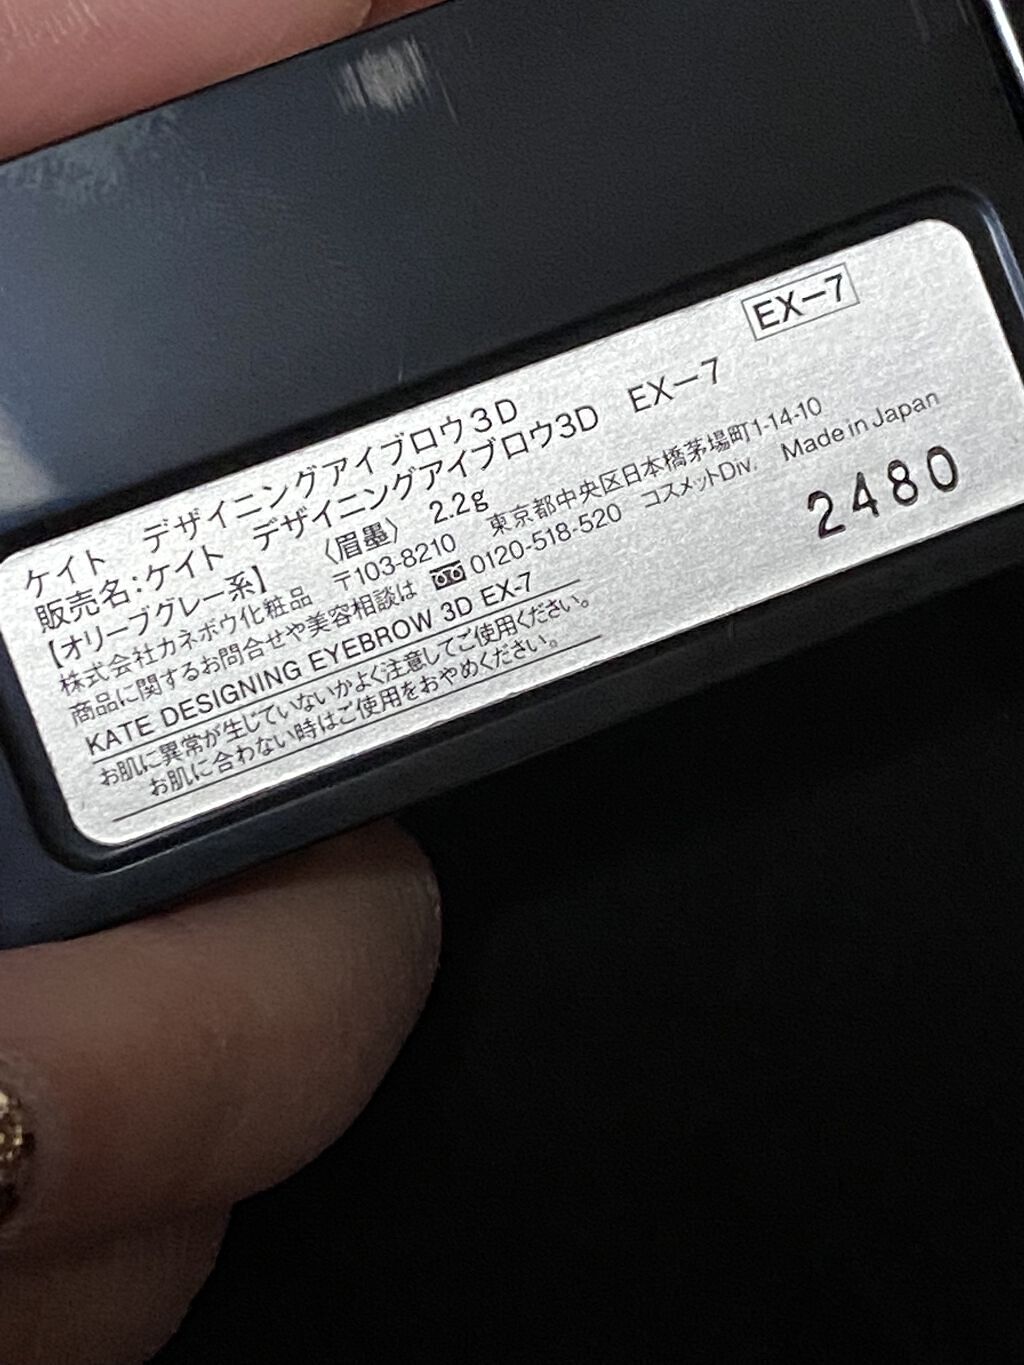 EX－7
ケイト　デザイニングアイブロウ3D
販売名：ケイト　デザイニングアイブロウ3D　EX－7
【オリーブグレー系】　〈眉墨〉　2.2g
株式会社カネボウ化粧品　〒103-8210　東京都中央区日本橋茅場町1-14-10
商品に関するお問合せや美容相談は　0120-518-520　コスメットDiv.　Made in Japan
KATE DESIGNING EYEBROW 3D EX-7
お肌に異常が生じていないかよく注意してご使用ください。
お肌に合わない時はご使用をおやめください。
2480